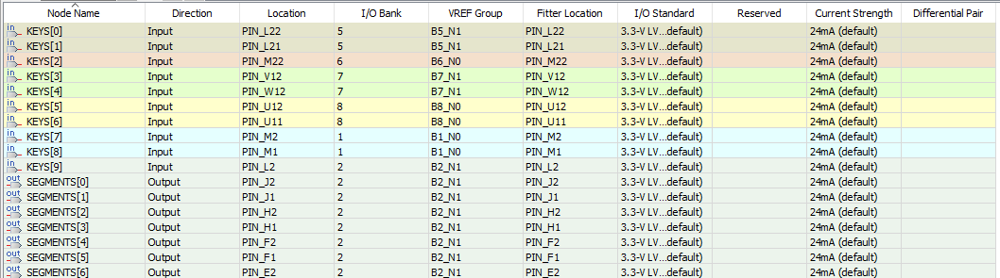 Node Name Direction Location I/O Bank VREF Group Fitter Location I/O Standard Reserved Current Strength Differential Pair
in KEYS[0] Input PIN_L22 5 B5_N1 PIN_L22 3.3-V LV...default) 24mA (default)
in KEYS[1] Input PIN_L21 5 B5_N1 PIN_L21 3.3-V LV...default) 24mA (default)
in KEYS[2] Input PIN_M22 6 B6_N0 PIN_M22 3.3-V LV...default) 24mA (default)
in KEYS[3] Input PIN_V12 7 B7_N1 PIN_V12 3.3-V LV...default) 24mA (default)
in KEYS[4] Input PIN_W12 7 B7_N1 PIN_W12 3.3-V LV...default) 24mA (default)
in KEYS[5] Input PIN_U12 8 B8_N0 PIN_U12 3.3-V LV...default) 24mA (default)
in KEYS[6] Input PIN_U11 8 B8_N0 PIN_U11 3.3-V LV...default) 24mA (default)
in KEYS[7] Input PIN_M2 1 B1_N0 PIN_M2 3.3-V LV...default) 24mA (default)
in KEYS[8] Input PIN_M1 1 B1_N0 PIN_M1 3.3-V LV...default) 24mA (default)
in KEYS[9] Input PIN_L2 2 B2_N1 PIN_L2 3.3-V LV...default) 24mA (default)
out SEGMENTS[0] Output PIN_J2 2 B2_N1 PIN_J2 3.3-V LV...default) 24mA (default)
out SEGMENTS[1] Output PIN_J1 2 B2_N1 PIN_J1 3.3-V LV...default) 24mA (default)
out SEGMENTS[2] Output PIN_H2 2 B2_N1 PIN_H2 3.3-V LV...default) 24mA (default)
out SEGMENTS[3] Output PIN_H1 2 B2_N1 PIN_H1 3.3-V LV...default) 24mA (default)
out SEGMENTS[4] Output PIN_F2 2 B2_N1 PIN_F2 3.3-V LV...default) 24mA (default)
out SEGMENTS[5] Output PIN_F1 2 B2_N1 PIN_F1 3.3-V LV...default) 24mA (default)
out SEGMENTS[6] Output PIN_E2 2 B2_N1 PIN_E2 3.3-V LV...default) 24mA (default)